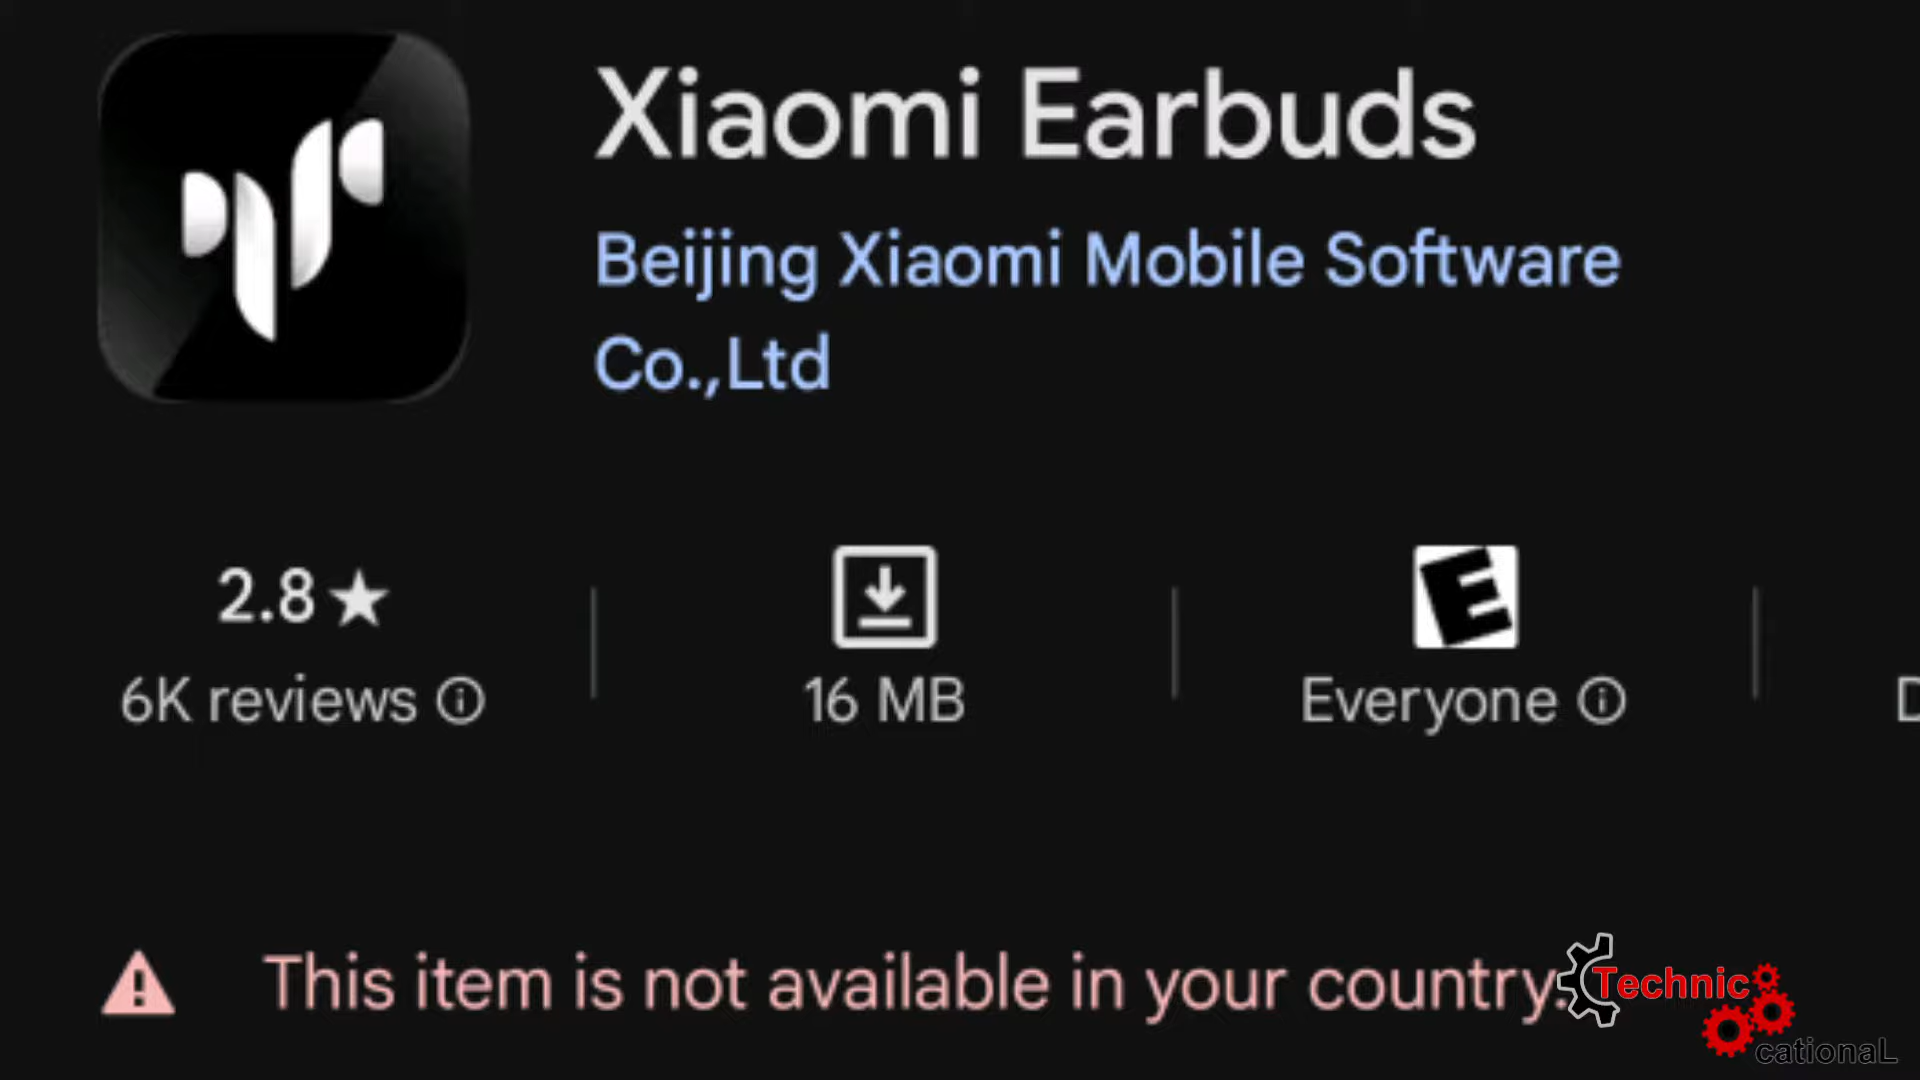 Xiaomi Earbuds
Beijing Xiaomi Mobile Software
Co.,Ltd
2.8★
6K reviews
16 MB
E
Everyone
D
This item is not available in your country.
Technic
cationaL